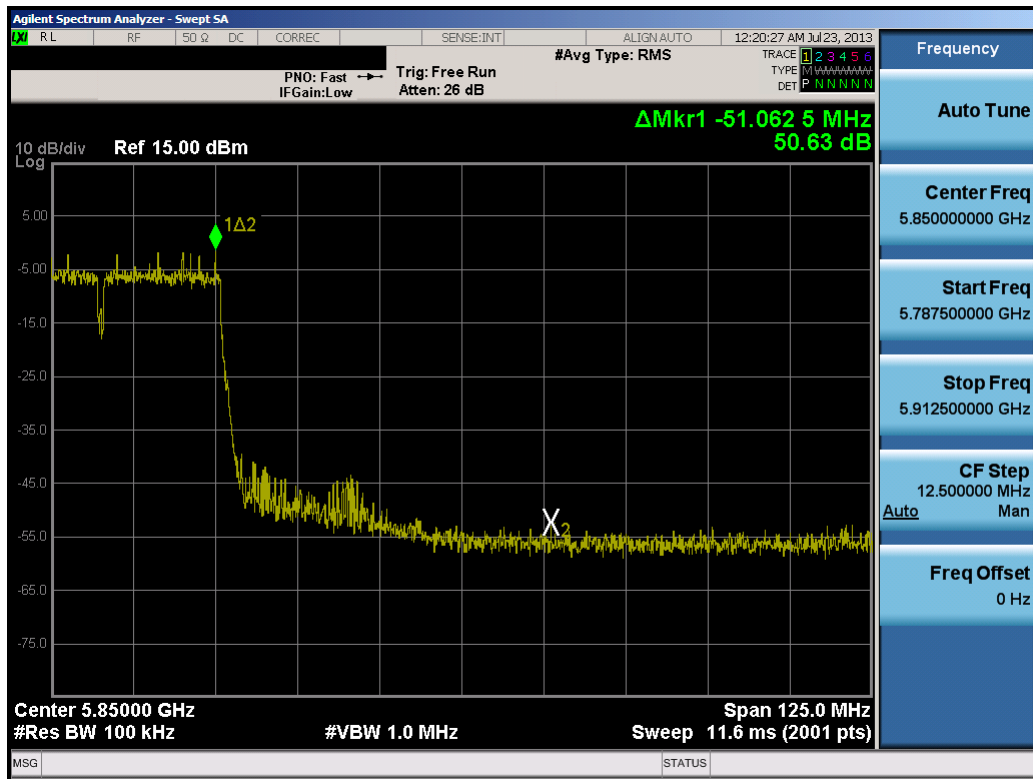 Agilent Spectrum Analyzer - Swept SA
LXI RL RF 50 Ω DC CORREC SENSE:INT ALIGN AUTO 12:20:27 AM Jul 23, 2013
#Avg Type: RMS
TRACE 1 2 3 4 5 6
PNO: Fast Trig: Free Run
TYPE M W W W W W
IFGain:Low Atten: 26 dB
DET P N N N N N
ΔMkr1 -51.062 5 MHz
50.63 dB
10 dB/div Ref 15.00 dBm
Log
5.00
1Δ2
-5.00
-15.0
-25.0
-35.0
-45.0
X2
-55.0
-65.0
-75.0
Center 5.85000 GHz Span 125.0 MHz
#Res BW 100 kHz #VBW 1.0 MHz Sweep 11.6 ms (2001 pts)
MSG STATUS
Frequency
Auto Tune
Center Freq
5.850000000 GHz
Start Freq
5.787500000 GHz
Stop Freq
5.912500000 GHz
CF Step
12.500000 MHz
Auto Man
Freq Offset
0 Hz